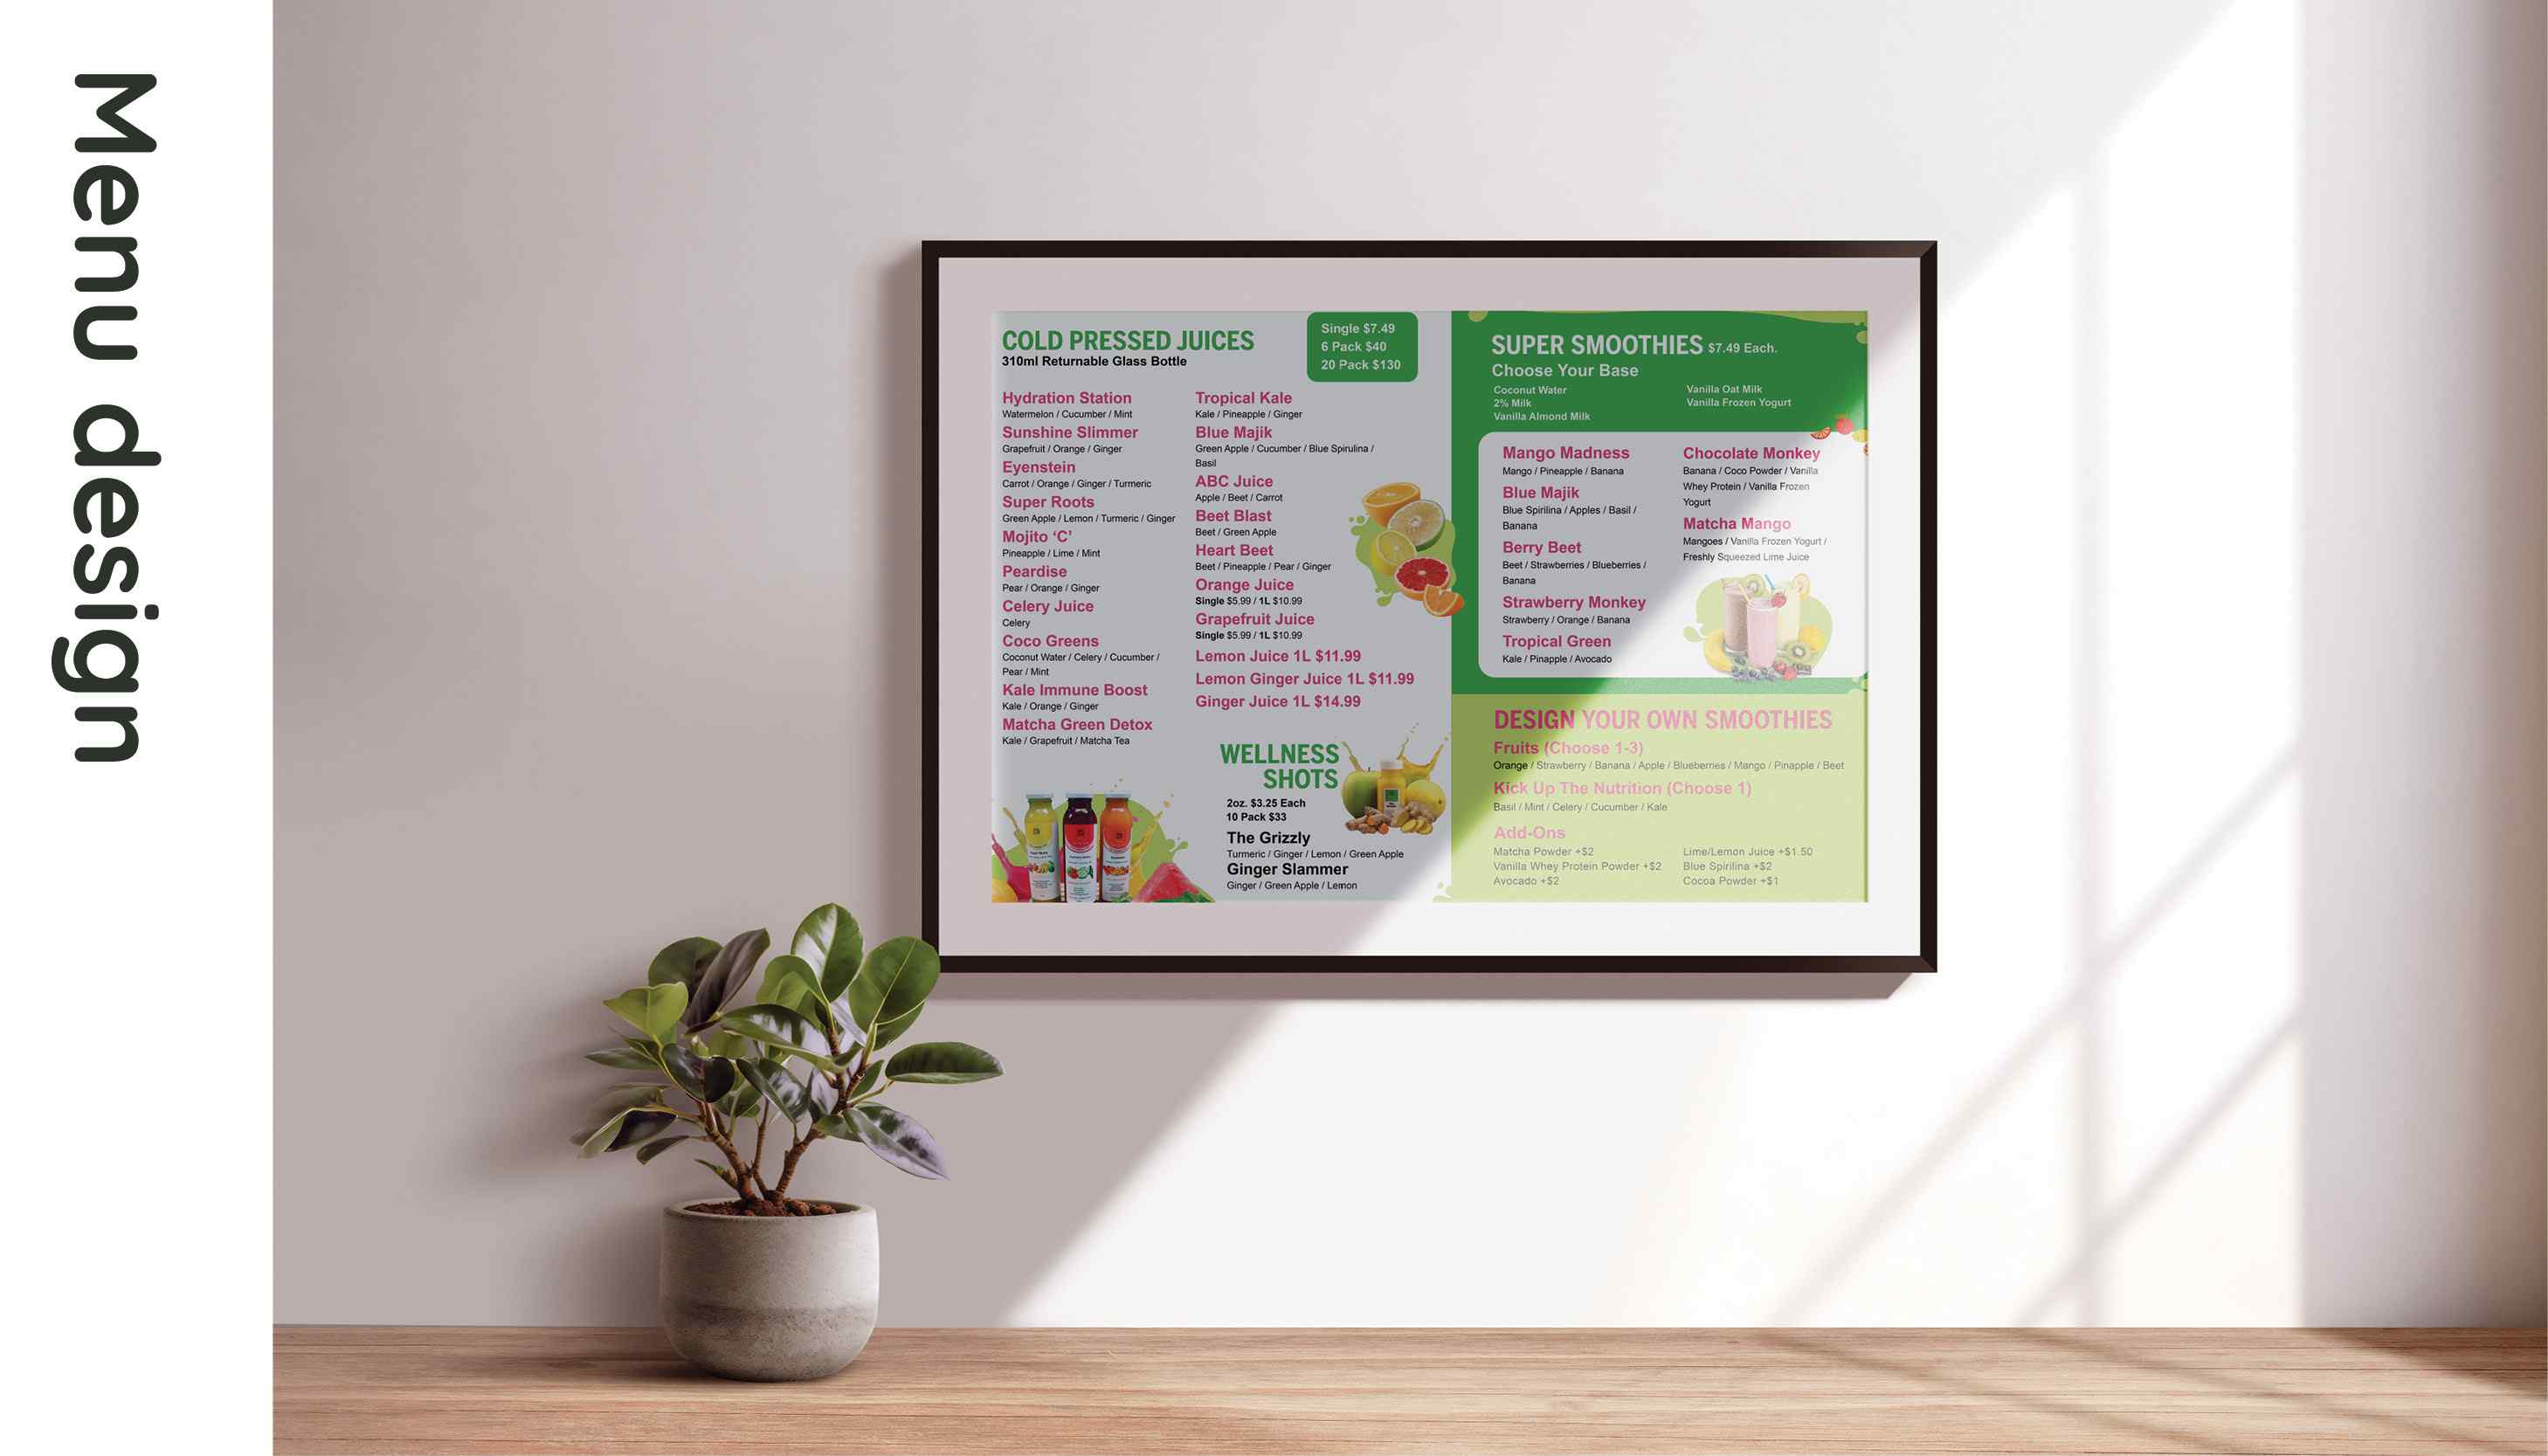 Menu design
COLD PRESSED JUICES
310ml Returnable Glass Bottle
Single $7.49
6 Pack $40
20 Pack $130
Hydration Station
Watermelon / Cucumber / Mint
Sunshine Slimmer
Grapefruit / Orange / Ginger
Eyenstein
Carrot / Orange / Ginger / Turmeric
Super Roots
Green Apple / Lemon / Turmeric / Ginger
Mojito ‘C’
Pineapple / Lime / Mint
Peardise
Pear / Orange / Ginger
Celery Juice
Celery
Coco Greens
Coconut Water / Celery / Cucumber /
Pear / Mint
Kale Immune Boost
Kale / Orange / Ginger
Matcha Green Detox
Kale / Grapefruit / Matcha Tea
Tropical Kale
Kale / Pineapple / Ginger
Blue Majik
Green Apple / Cucumber / Blue Spirulina /
Basil
ABC Juice
Apple / Beet / Carrot
Beet Blast
Beet / Green Apple
Heart Beet
Beet / Pineapple / Pear / Ginger
Orange Juice
Single $5.99 / 1L $10.99
Grapefruit Juice
Single $5.99 / 1L $10.99
Lemon Juice 1L $11.99
Lemon Ginger Juice 1L $11.99
Ginger Juice 1L $14.99
WELLNESS
SHOTS
2oz. $3.25 Each
10 Pack $33
The Grizzly
Turmeric / Ginger / Lemon / Green Apple
Ginger Slammer
Ginger / Green Apple / Lemon
SUPER SMOOTHIES $7.49 Each.
Choose Your Base
Coconut Water
2% Milk
Vanilla Almond Milk
Vanilla Oat Milk
Vanilla Frozen Yogurt
Mango Madness
Mango / Pineapple / Banana
Blue Majik
Blue Spirilina / Apples / Basil /
Banana
Berry Beet
Beet / Strawberries / Blueberries /
Banana
Strawberry Monkey
Strawberry / Orange / Banana
Tropical Green
Kale / Pinapple / Avocado
Chocolate Monkey
Banana / Coco Powder / Vanilla
Whey Protein / Vanilla Frozen
Yogurt
Matcha Mango
Mangoes / Vanilla Frozen Yogurt /
Freshly Squeezed Lime Juice
DESIGN YOUR OWN SMOOTHIES
Fruits (Choose 1-3)
Orange / Strawberry / Banana / Apple / Blueberries / Mango / Pinapple / Beet
Kick Up The Nutrition (Choose 1)
Basil / Mint / Celery / Cucumber / Kale
Add-Ons
Matcha Powder +$2
Vanilla Whey Protein Powder +$2
Avocado +$2
Lime/Lemon Juice +$1.50
Blue Spirilina +$2
Cocoa Powder +$1